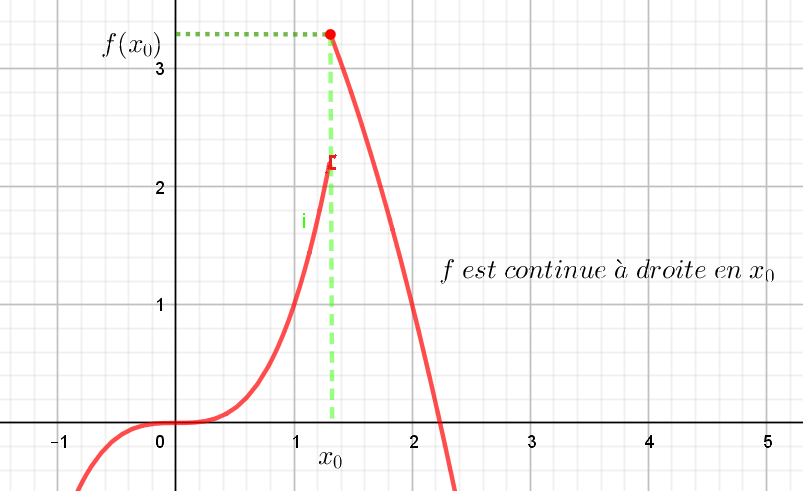 f(x₀)
3
2
i
f est continue à droite en x₀
1
−1 0 1 2 3 4 5
x₀